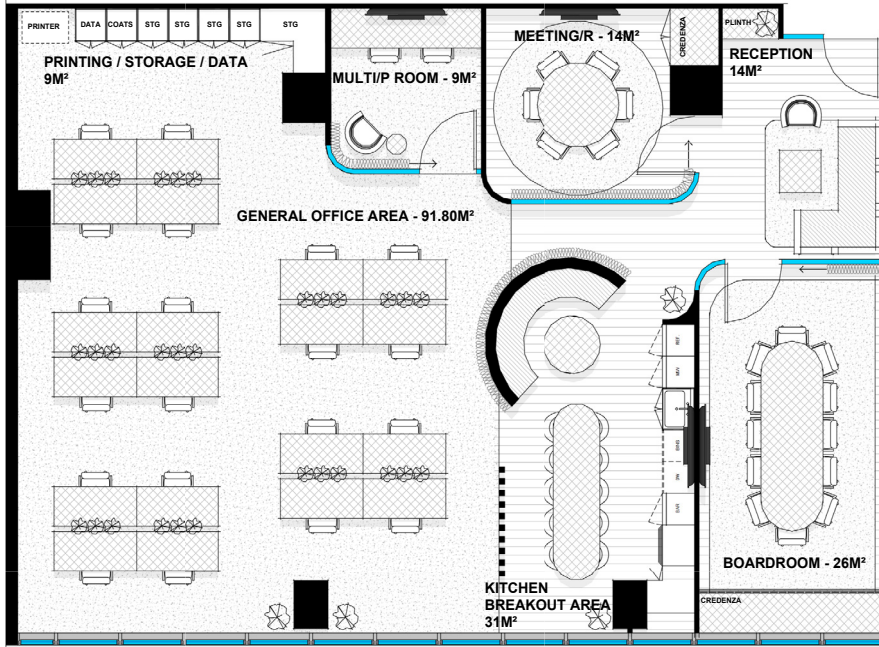 PRINTER
DATA
COATS
STG
STG
STG
STG
STG
PRINTING / STORAGE / DATA
9M²
MULTI/P ROOM - 9M²
MEETING/R - 14M²
CREDENZA
PLINTH
RECEPTION
14M²
GENERAL OFFICE AREA - 91.80M²
REF
M/V
BINS
BOARDROOM - 26M²
CREDENZA
KITCHEN
BREAKOUT AREA
31M²